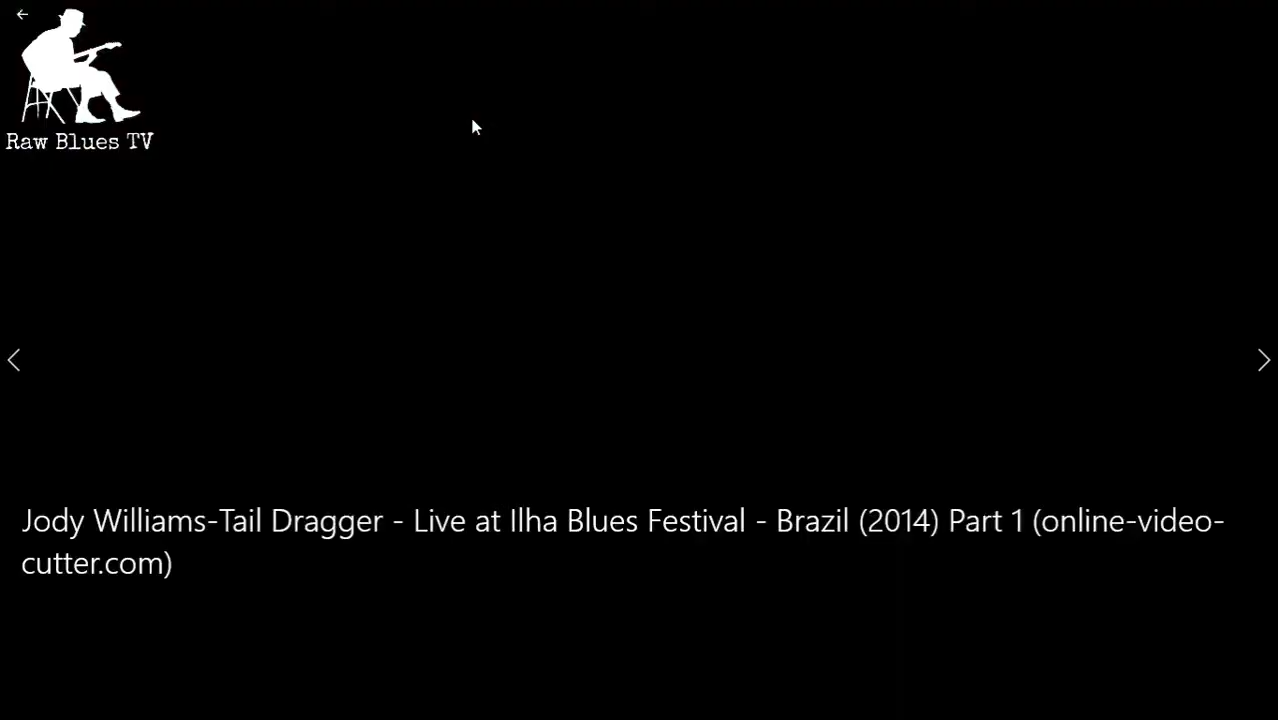 Raw Blues TV
Jody Williams-Tail Dragger - Live at Ilha Blues Festival - Brazil (2014) Part 1 (online-video-
cutter.com)